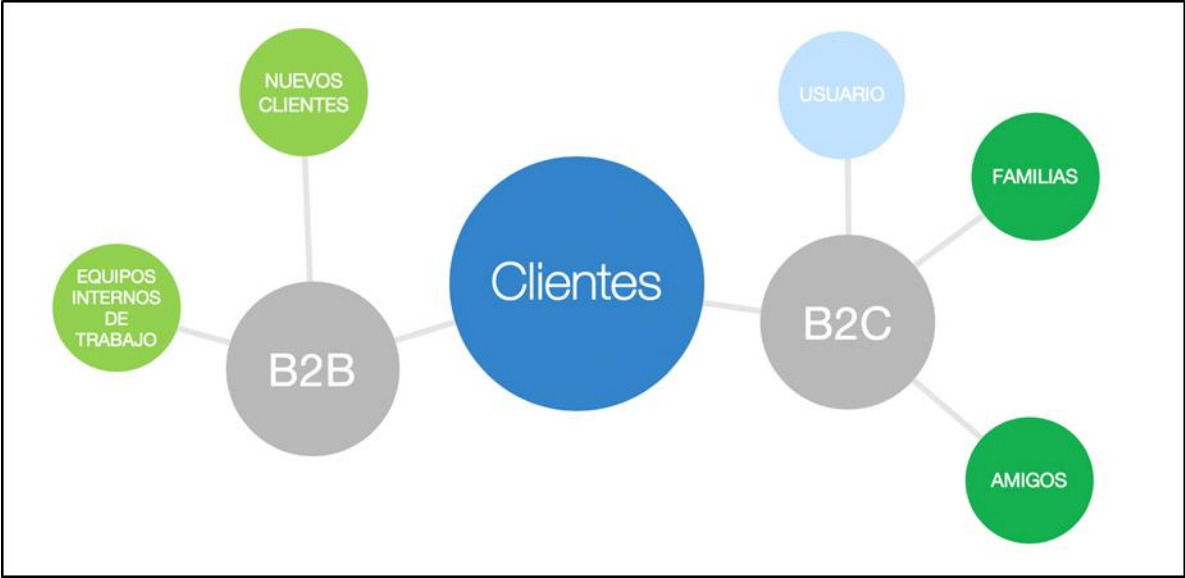 NUEVOS
CLIENTES
USUARIO
FAMILIAS
EQUIPOS
INTERNOS
DE
TRABAJO
Clientes
B2B
B2C
AMIGOS